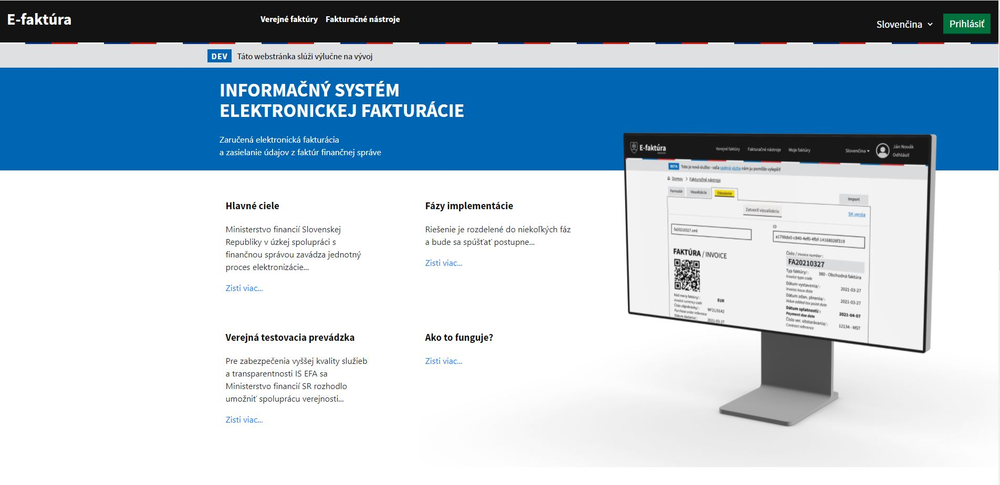 E-faktúra
Verejné faktúry Fakturačné nástroje
Slovenčina
Prihlásiť
DEV Táto webstránka slúži výlučne na vývoj
INFORMAČNÝ SYSTÉM
ELEKTRONICKEJ FAKTURÁCIE
Zaručená elektronická fakturácia
a zasielanie údajov z faktúr finančnej správe
Hlavné ciele
Ministerstvo financií Slovenskej
Republiky v úzkej spolupráci s
finančnou správou zavádza jednotný
proces elektronizácie...
Zisti viac...
Fázy implementácie
Riešenie je rozdelené do niekoľkých fáz
a bude sa spúšťať postupne...
Zisti viac...
Verejná testovacia prevádzka
Pre zabezpečenia vyššej kvality služieb
a transparentnosti IS EFA sa
Ministerstvo financií SR rozhodlo
umožniť spoluprácu verejnosti...
Zisti viac...
Ako to funguje?
Zisti viac...
E-faktúra
Verejné faktúry Fakturačné nástroje Moje faktúry
Slovenčina
Ján Novák
Odhlásiť
BETA Toto je nová služba - vaša spätná väzba nám ju pomôže vylepšiť
Domov Fakturačné nástroje
Formulár Vizualizácia Odoslanie
Import
Zatvoriť vizualizáciu
SK verzia
fa20210327.xml
ID
a1798de0-c840-4ef0-4fbf-14168028f319
FAKTÚRA / INVOICE
Kód meny faktúry/: EUR
Invoice currency code
Číslo objednávky/: MF21/0142
Purchase order reference
Dátum dodania/: 2021-03-27
Číslo / Invoice number:
FA20210327
Typ faktúry/: 380 - Obchodná faktúra
Invoice type code
Dátum vystavenia/: 2021-03-27
Invoice issue date
Dátum zdan. plnenia/: 2021-03-27
Value added tax point date
Dátum splatnosti/: 2021-04-07
Payment due date
Číslo ver. obstarávania/: 12134 - MST
Contract reference